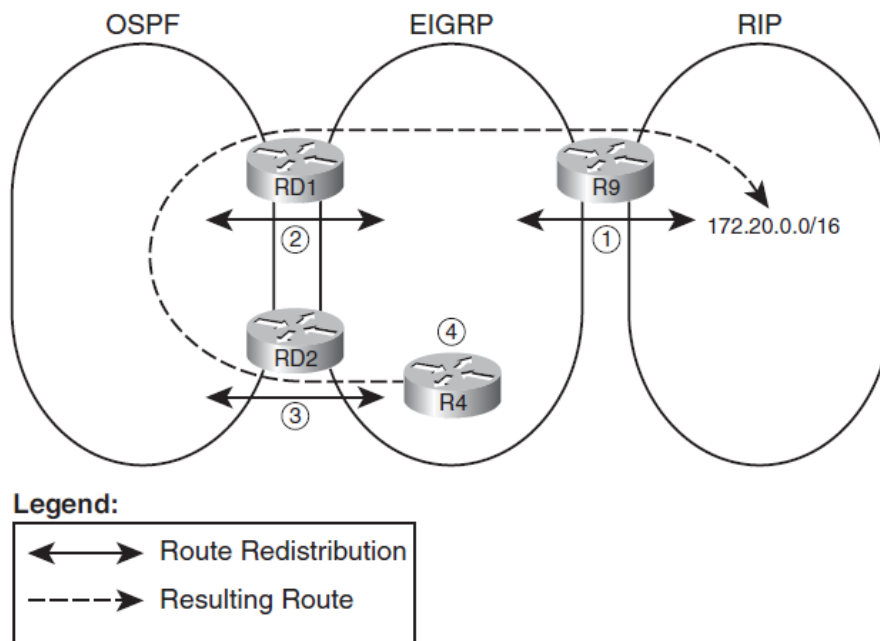 OSPF EIGRP RIP
RD1 R9
② ① 172.20.0.0/16
RD2 ④
③ R4
Legend:
Route Redistribution
Resulting Route